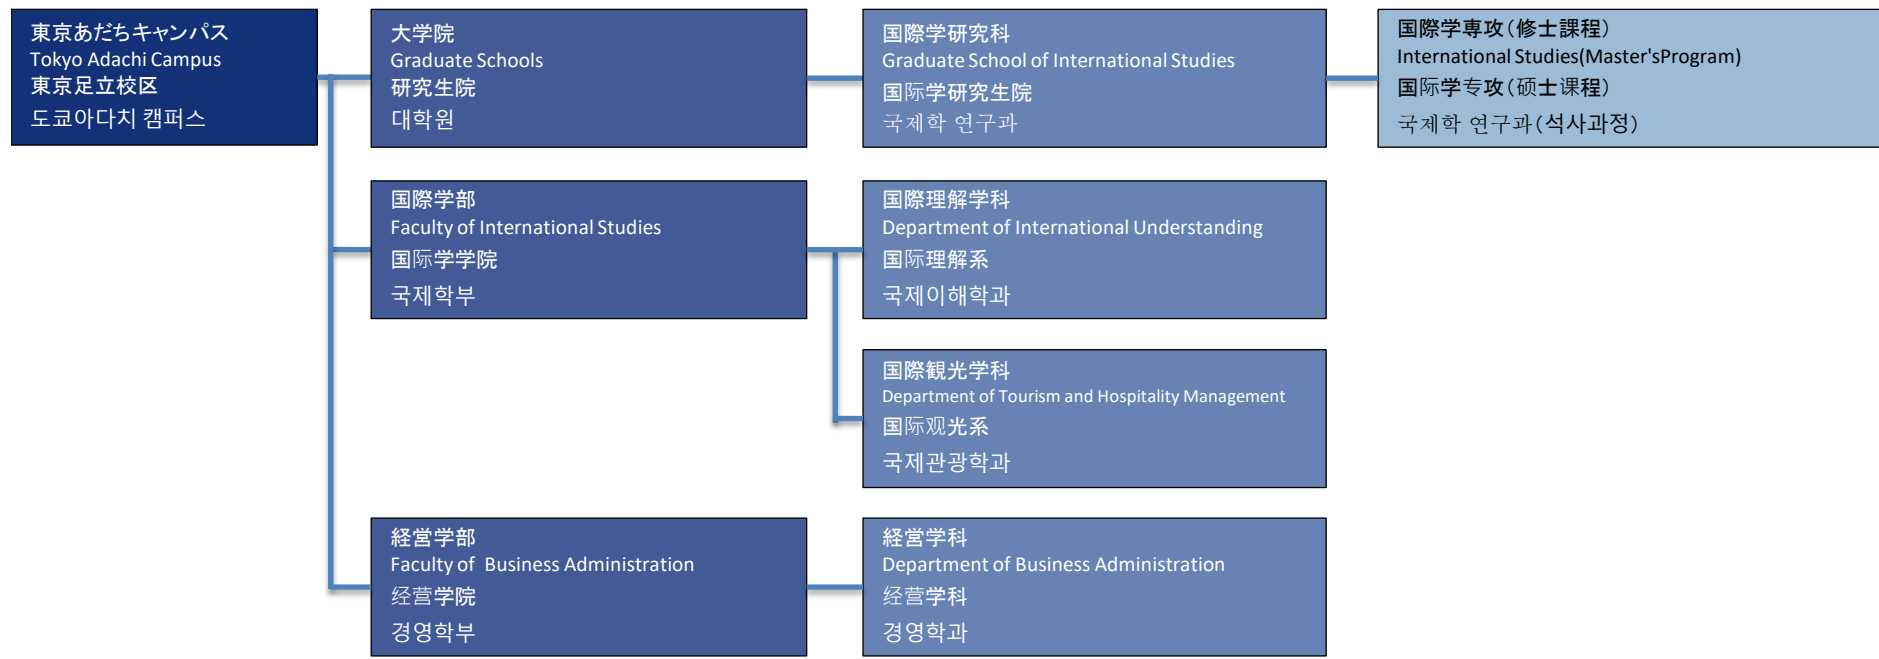 東京あだちキャンパス
Tokyo Adachi Campus
東京足立校区
도쿄아다치 캠퍼스
大学院
Graduate Schools
研究生院
대학원
国際学研究科
Graduate School of International Studies
国际学研究生院
국제학 연구과
国際学専攻(修士課程)
International Studies(Master'sProgram)
国际学专攻(硕士课程)
국제학 연구과(석사과정)
国際学部
Faculty of International Studies
国际学学院
국제학부
国際理解学科
Department of International Understanding
国际理解系
국제이해학과
国際観光学科
Department of Tourism and Hospitality Management
国际观光系
국제관광학과
経営学部
Faculty of Business Administration
经营学院
경영학부
経営学科
Department of Business Administration
经营学科
경영학과